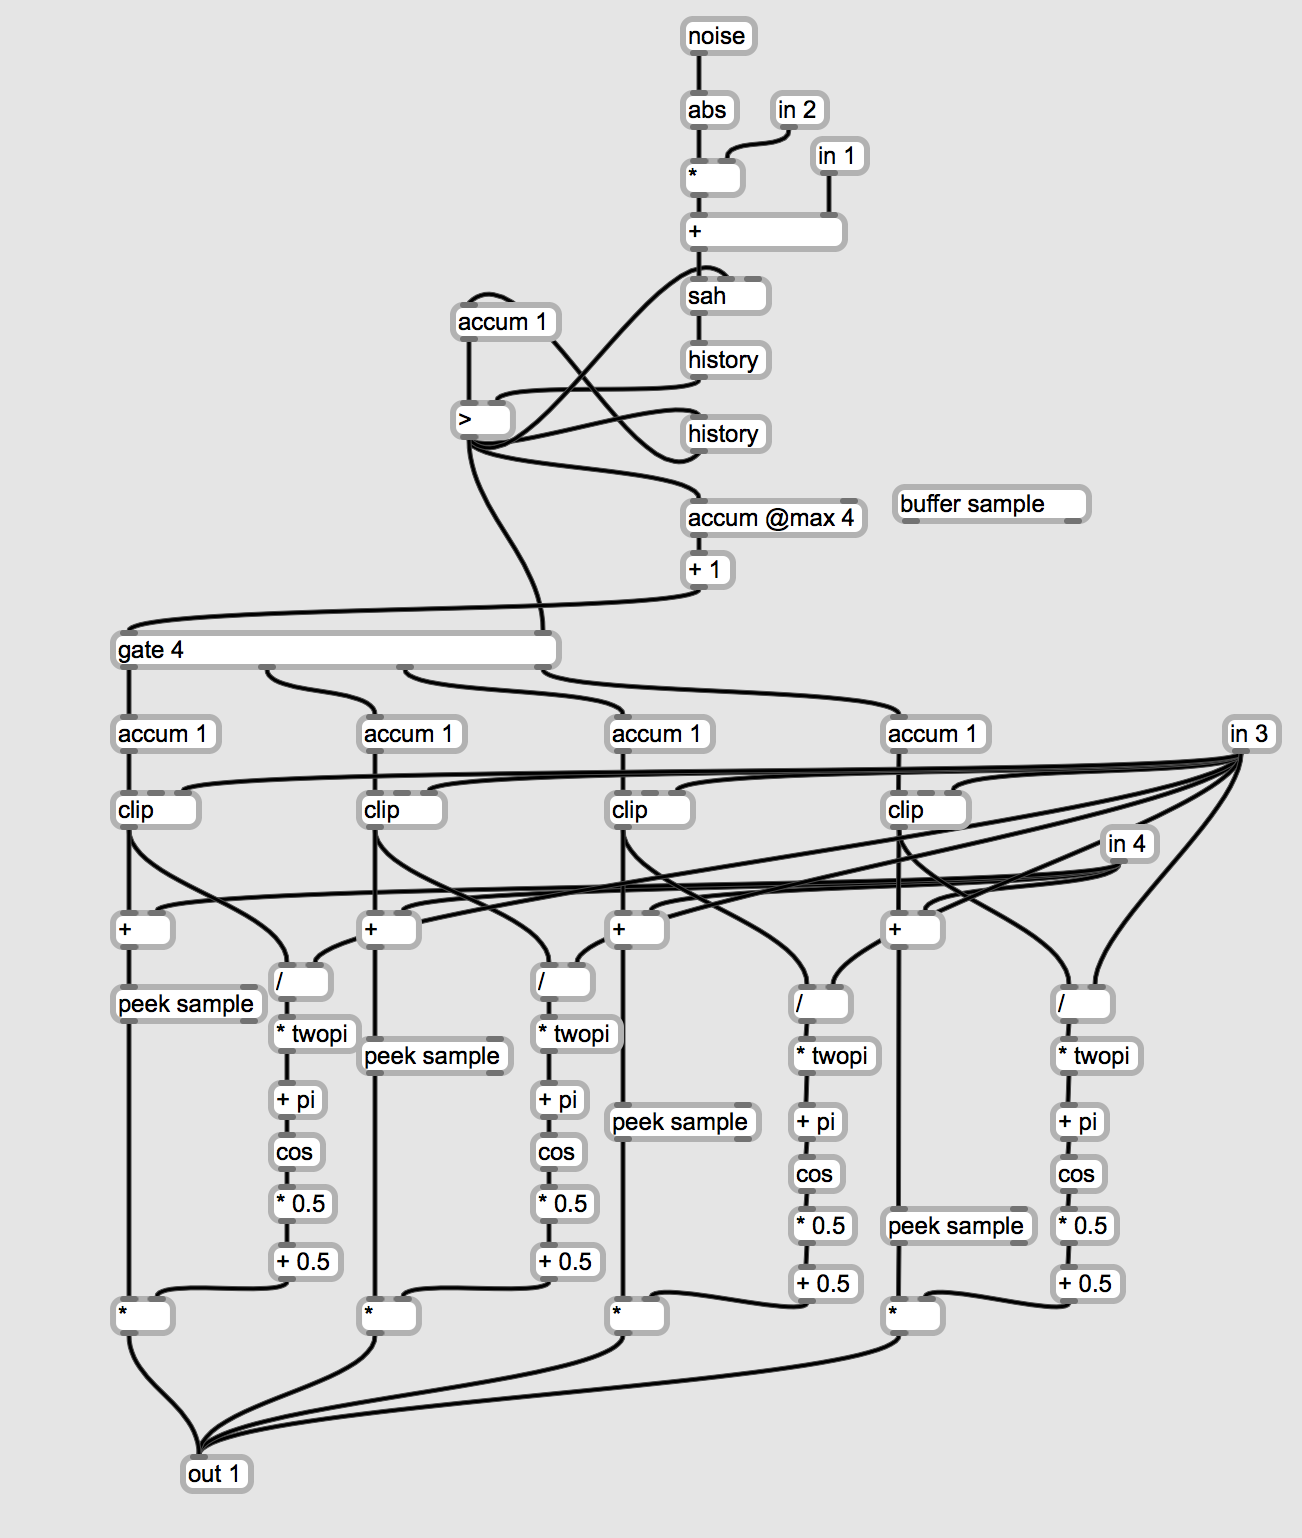 noise
abs
in 2
in 1
*
+
sah
accum 1
history
>
history
buffer sample
accum @max 4
+ 1
gate 4
accum 1
accum 1
accum 1
accum 1
in 3
clip
clip
clip
clip
in 4
+
+
+
+
/
/
/
/
peek sample
* twopi
* twopi
peek sample
* twopi
* twopi
+ pi
+ pi
peek sample
+ pi
+ pi
cos
cos
cos
cos
* 0.5
* 0.5
* 0.5
peek sample
* 0.5
+ 0.5
+ 0.5
+ 0.5
+ 0.5
*
*
*
*
out 1